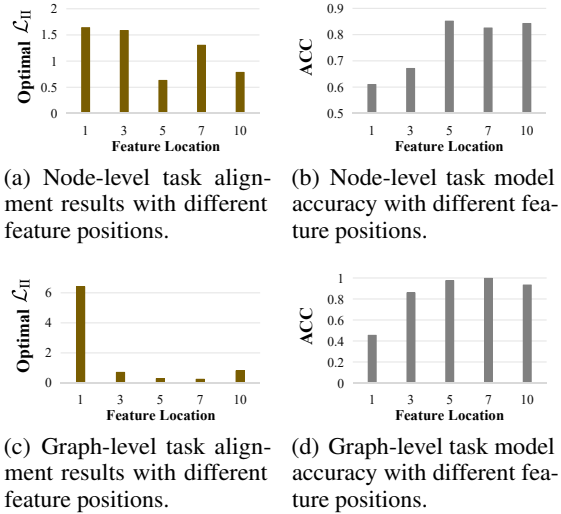 2
1.5
1
0.5
0
Optimal 𝓛II
1 3 5 7 10
Feature Location
0.9
0.8
0.7
0.6
0.5
ACC
1 3 5 7 10
Feature Location
(a) Node-level task align-
ment results with different
feature positions.
(b) Node-level task model
accuracy with different fea-
ture positions.
6
4
2
0
Optimal 𝓛II
1 3 5 7 10
Feature Location
1
0.8
0.6
0.4
0.2
0
ACC
1 3 5 7 10
Feature Location
(c) Graph-level task align-
ment results with different
feature positions.
(d) Graph-level task model
accuracy with different fea-
ture positions.